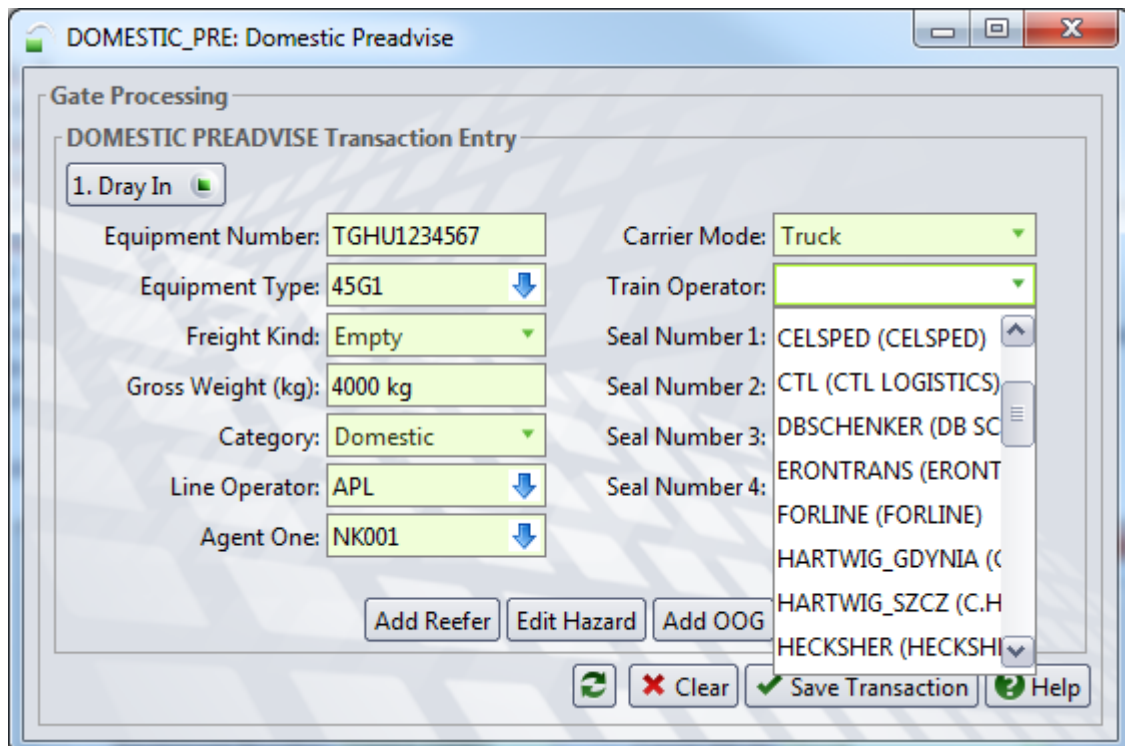 DOMESTIC_PRE: Domestic Preadvise
Gate Processing
DOMESTIC PREADVISE Transaction Entry
1. Dray In
Equipment Number: TGHU1234567
Equipment Type: 45G1
Freight Kind: Empty
Gross Weight (kg): 4000 kg
Category: Domestic
Line Operator: APL
Agent One: NK001
Carrier Mode: Truck
Train Operator:
Seal Number 1:
Seal Number 2:
Seal Number 3:
Seal Number 4:
CELSPED (CELSPED)
CTL (CTL LOGISTICS)
DBSCHENKER (DB SC
ERONTRANS (ERONT
FORLINE (FORLINE)
HARTWIG_GDYNIA (
HARTWIG_SZCZ (C.H
HECKSHER (HECKSH
Add Reefer Edit Hazard Add OOG
Clear Save Transaction Help